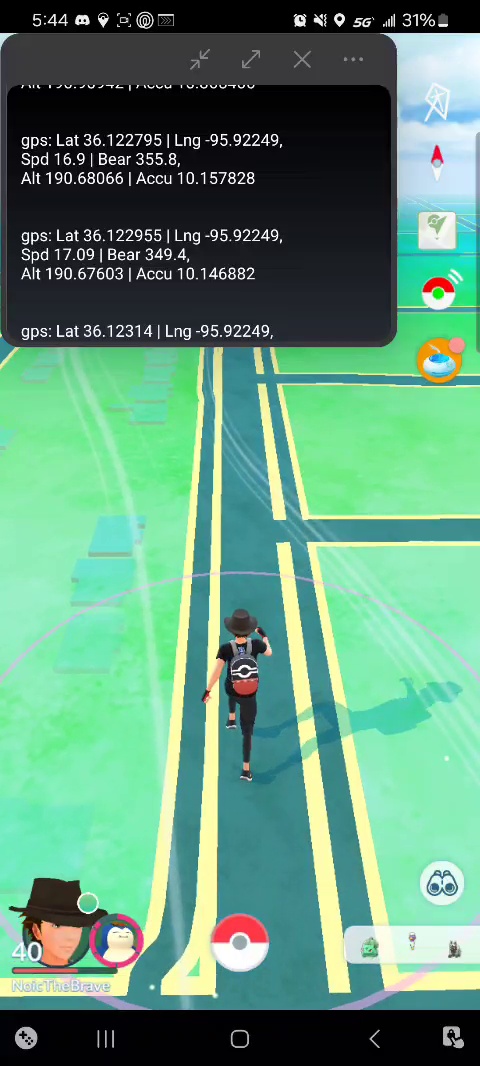 5:44
5G
31%
gps: Lat 36.122795 | Lng -95.92249,
Spd 16.9 | Bear 355.8,
Alt 190.68066 | Accu 10.157828
gps: Lat 36.122955 | Lng -95.92249,
Spd 17.09 | Bear 349.4,
Alt 190.67603 | Accu 10.146882
gps: Lat 36.12314 | Lng -95.92249,
40
NoicTheBrave